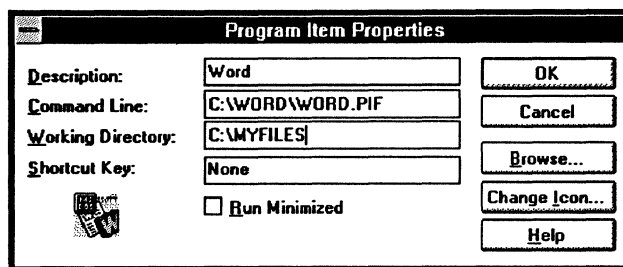 Program Item Properties
Description: Word
Command Line: C:\WORD\WORD.PIF
Working Directory: C:\MYFILES
Shortcut Key: None
Run Minimized
OK
Cancel
Browse...
Change Icon...
Help